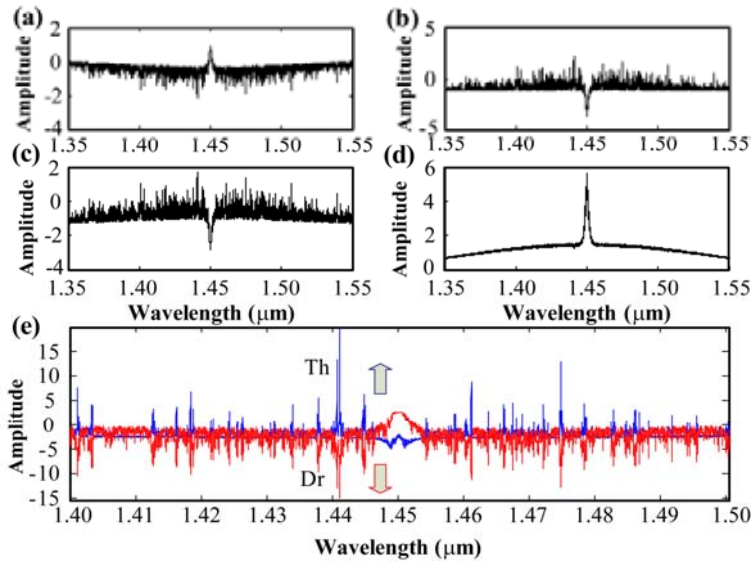 (a)
2
0
-2
-4
Amplitude
1.35 1.40 1.45 1.50 1.55
(b)
5
0
-5
Amplitude
1.35 1.40 1.45 1.50 1.55
(c)
2
0
-2
-4
Amplitude
1.35 1.40 1.45 1.50 1.55
Wavelength (μm)
(d)
6
4
2
0
Amplitude
1.35 1.40 1.45 1.50 1.55
Wavelength (μm)
(e)
20
15
10
5
0
-5
-10
-15
Amplitude
Th
Dr
1.40 1.41 1.42 1.43 1.44 1.45 1.46 1.47 1.48 1.49 1.50
Wavelength (μm)